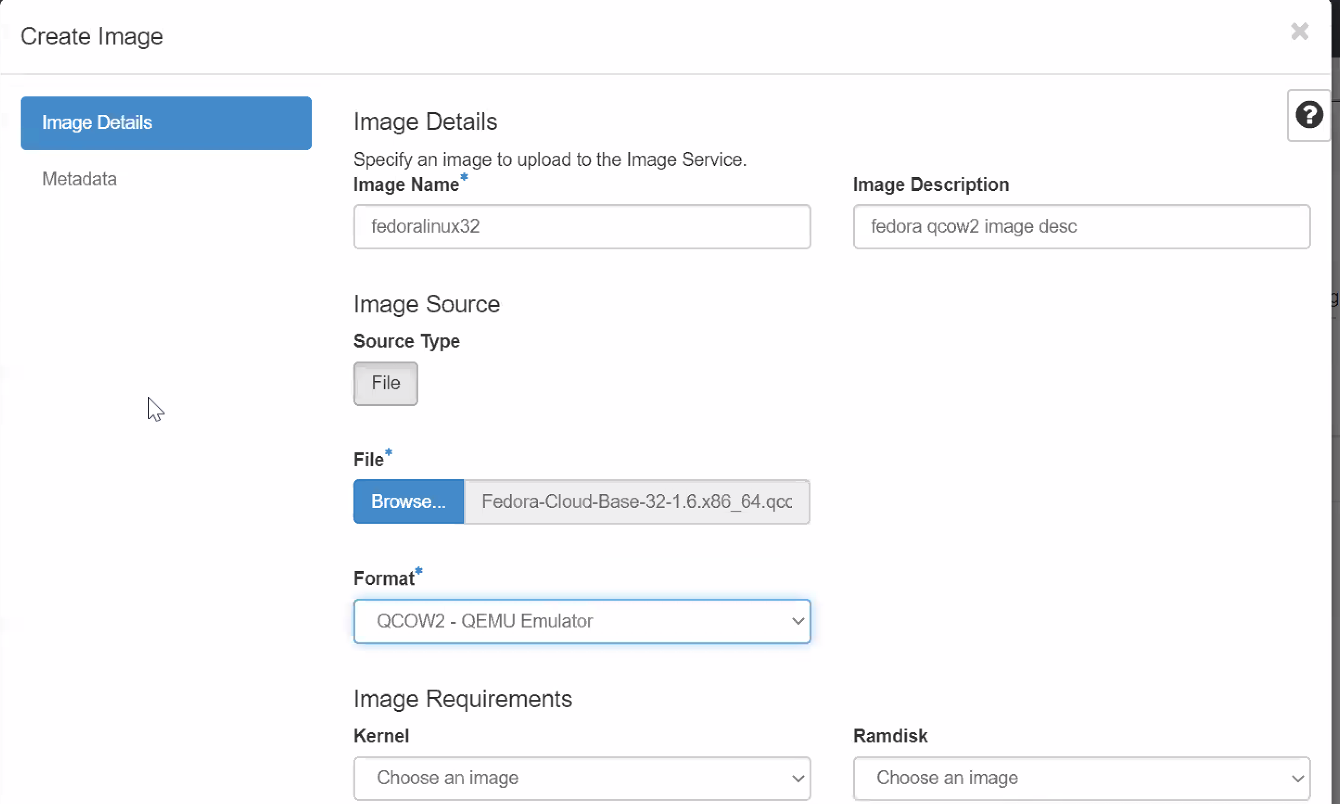 Create Image
Image Details
Metadata
Image Details
Specify an image to upload to the Image Service.
Image Name*
Image Description
fedoralinux32
fedora qcow2 image desc
Image Source
Source Type
File
File*
Browse...
Fedora-Cloud-Base-32-1.6.x86_64.qcc
Format*
QCOW2 - QEMU Emulator
Image Requirements
Kernel
Ramdisk
Choose an image
Choose an image